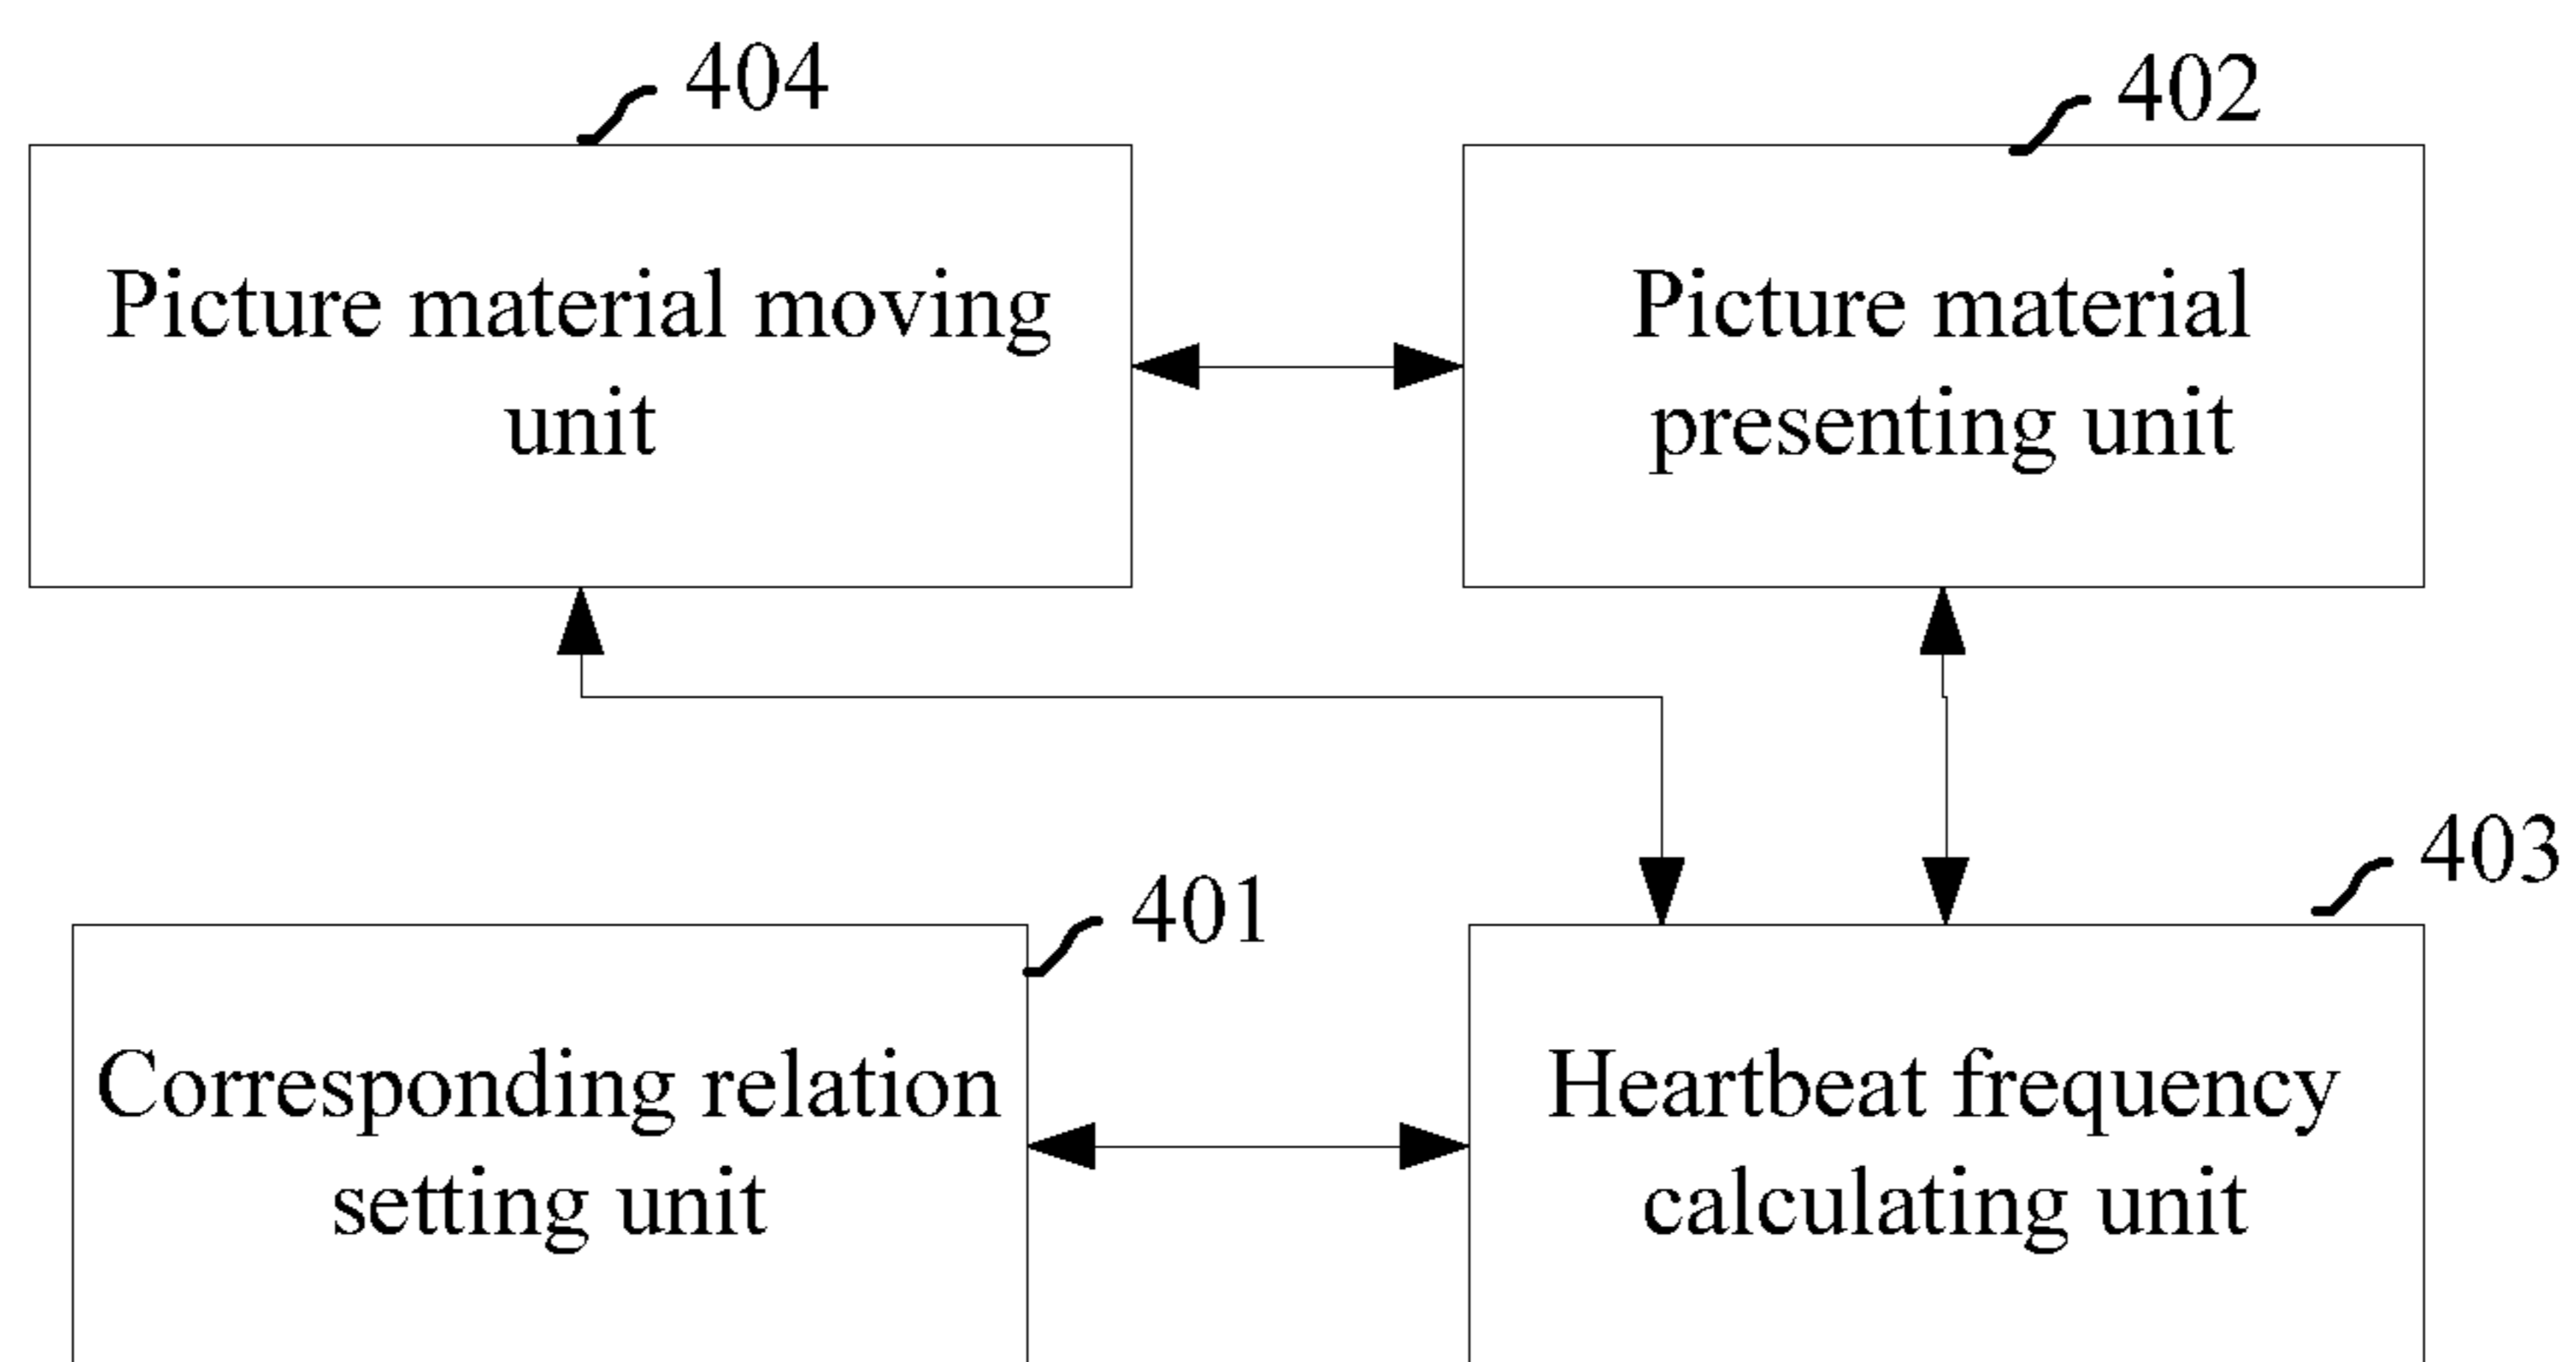 404
402
Picture material moving
unit
Picture material
presenting unit
403
401
Corresponding relation
setting unit
Heartbeat frequency
calculating unit